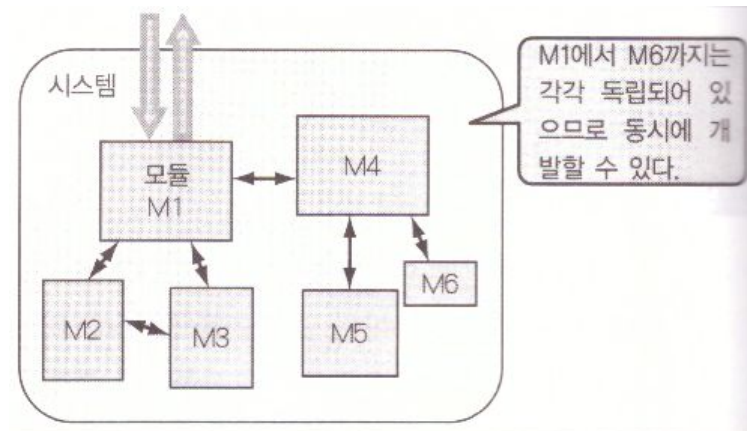 시스템
모듈
M1
M2
M3
M4
M5
M6
M1에서 M6까지는
각각 독립되어 있
으므로 동시에 개
발할 수 있다.